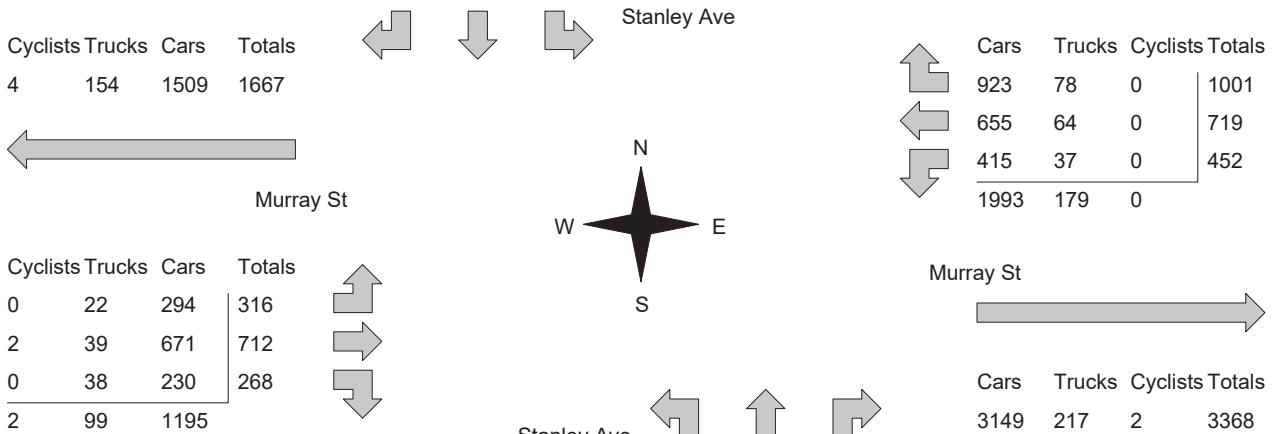 Stanley Ave
Cyclists Trucks Cars Totals
4 154 1509 1667
Cars Trucks Cyclists Totals
923 78 0 1001
655 64 0 719
415 37 0 452
1993 179 0
N
W E
S
Murray St
Cyclists Trucks Cars Totals
0 22 294 316
2 39 671 712
0 38 230 268
2 99 1195
Murray St
Cars Trucks Cyclists Totals
3149 217 2 3368
Stanley Ave